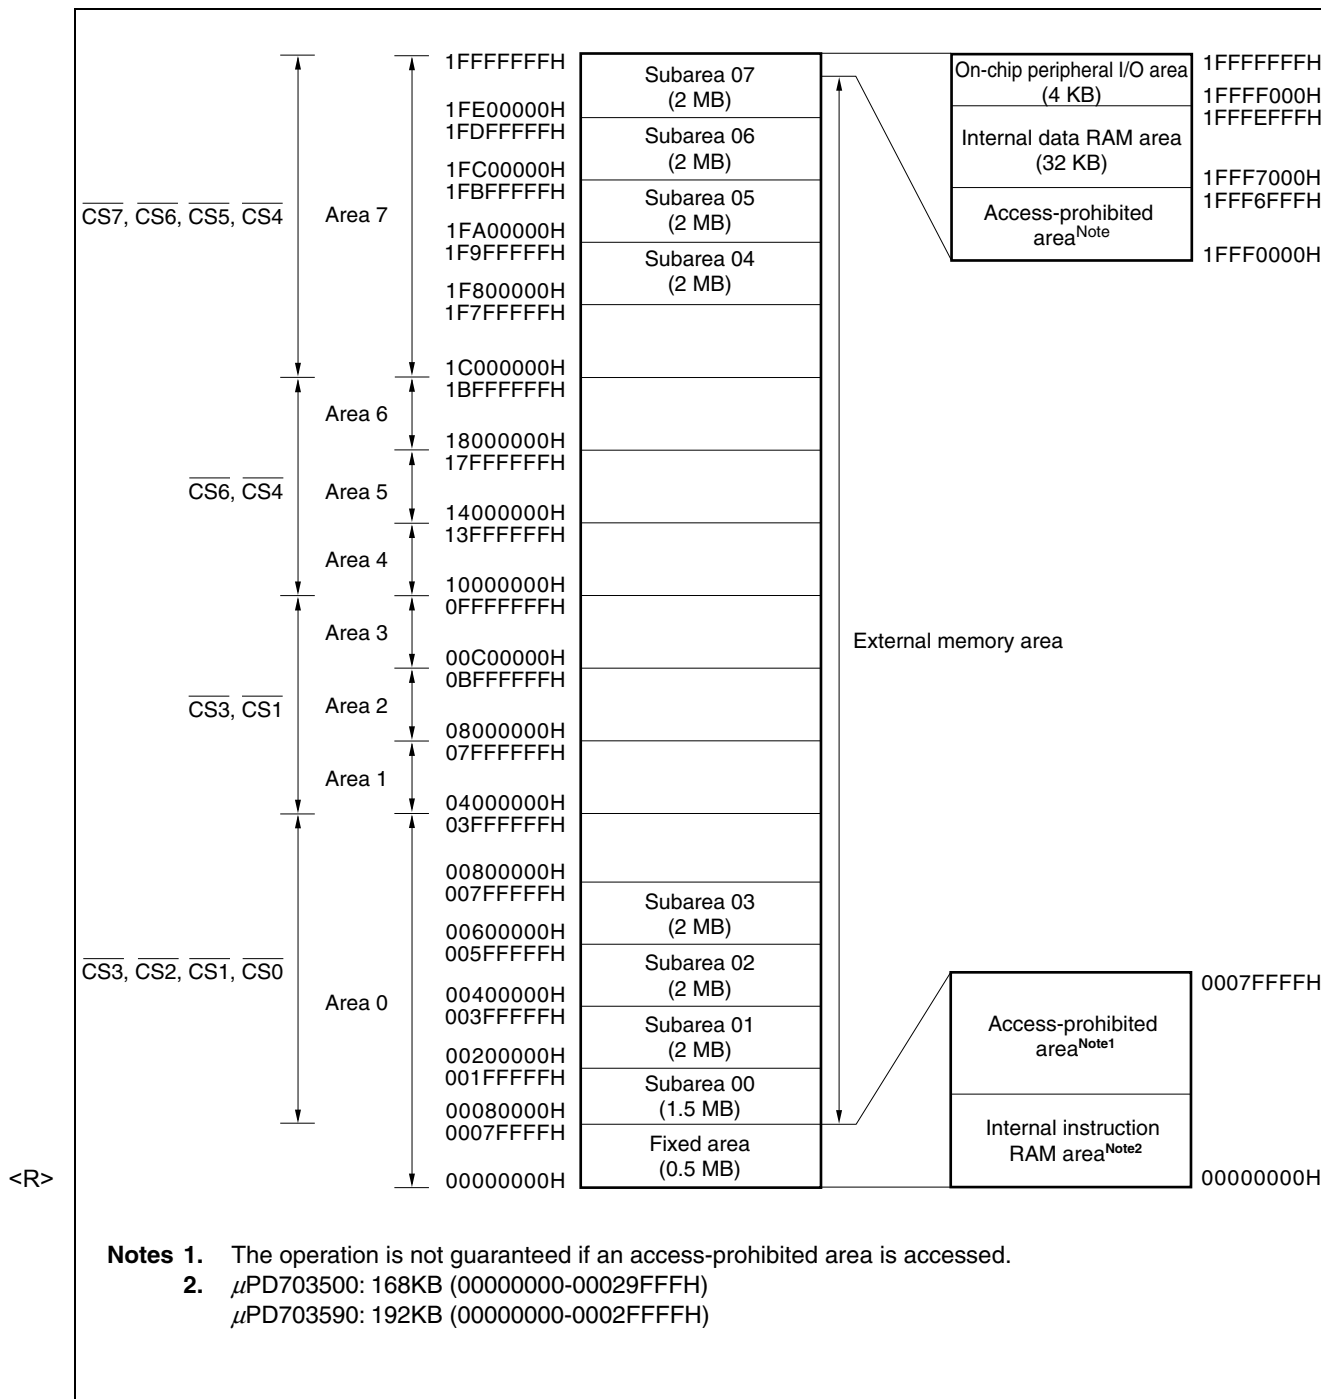 1FFFFFFFH
Subarea 07
(2 MB)
1FE00000H
1FDFFFFFH
Subarea 06
(2 MB)
1FC00000H
1FBFFFFFH
Subarea 05
(2 MB)
1FA00000H
1F9FFFFFH
Subarea 04
(2 MB)
1F800000H
1F7FFFFFH
CS7, CS6, CS5, CS4
Area 7
1C000000H
1BFFFFFFH
Area 6
18000000H
17FFFFFFH
CS6, CS4
Area 5
14000000H
13FFFFFFH
Area 4
10000000H
0FFFFFFFH
Area 3
00C00000H
0BFFFFFFH
CS3, CS1
Area 2
08000000H
07FFFFFFH
Area 1
04000000H
03FFFFFFH
00800000H
007FFFFFH
Subarea 03
(2 MB)
00600000H
005FFFFFH
Subarea 02
(2 MB)
CS3, CS2, CS1, CS0
Area 0
00400000H
003FFFFFH
Subarea 01
(2 MB)
00200000H
001FFFFFH
Subarea 00
(1.5 MB)
00080000H
0007FFFFH
Fixed area
(0.5 MB)
00000000H
External memory area
On-chip peripheral I/O area
(4 KB)
1FFFFFFFH
1FFFF000H
1FFFEFFFH
Internal data RAM area
(32 KB)
1FFF7000H
1FFF6FFFH
Access-prohibited
areaNote
1FFF0000H
0007FFFFH
Access-prohibited
areaNote1
Internal instruction
RAM areaNote2
00000000H
<R>
Notes 1. The operation is not guaranteed if an access-prohibited area is accessed.
2. μPD703500: 168KB (00000000-00029FFFH)
μPD703590: 192KB (00000000-0002FFFFH)